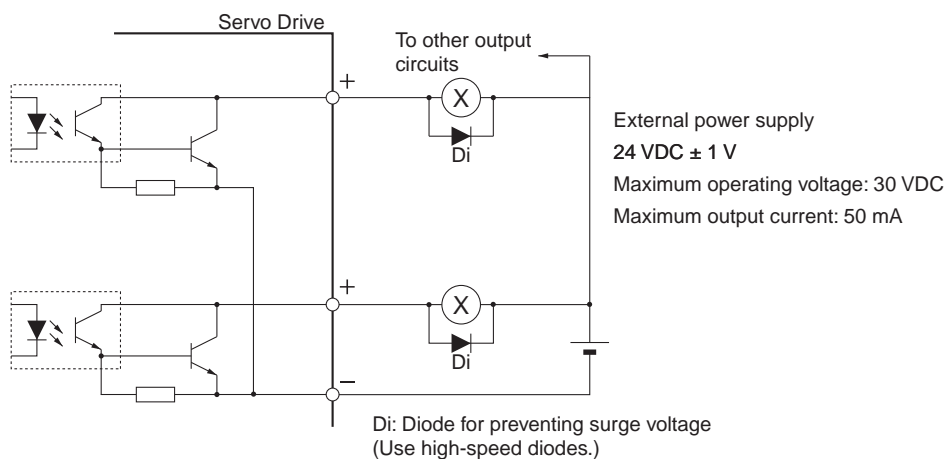 Servo Drive
To other output
circuits
+
X
Di
External power supply
24 VDC ± 1 V
Maximum operating voltage: 30 VDC
Maximum output current: 50 mA
+
X
Di
−
Di: Diode for preventing surge voltage
(Use high-speed diodes.)